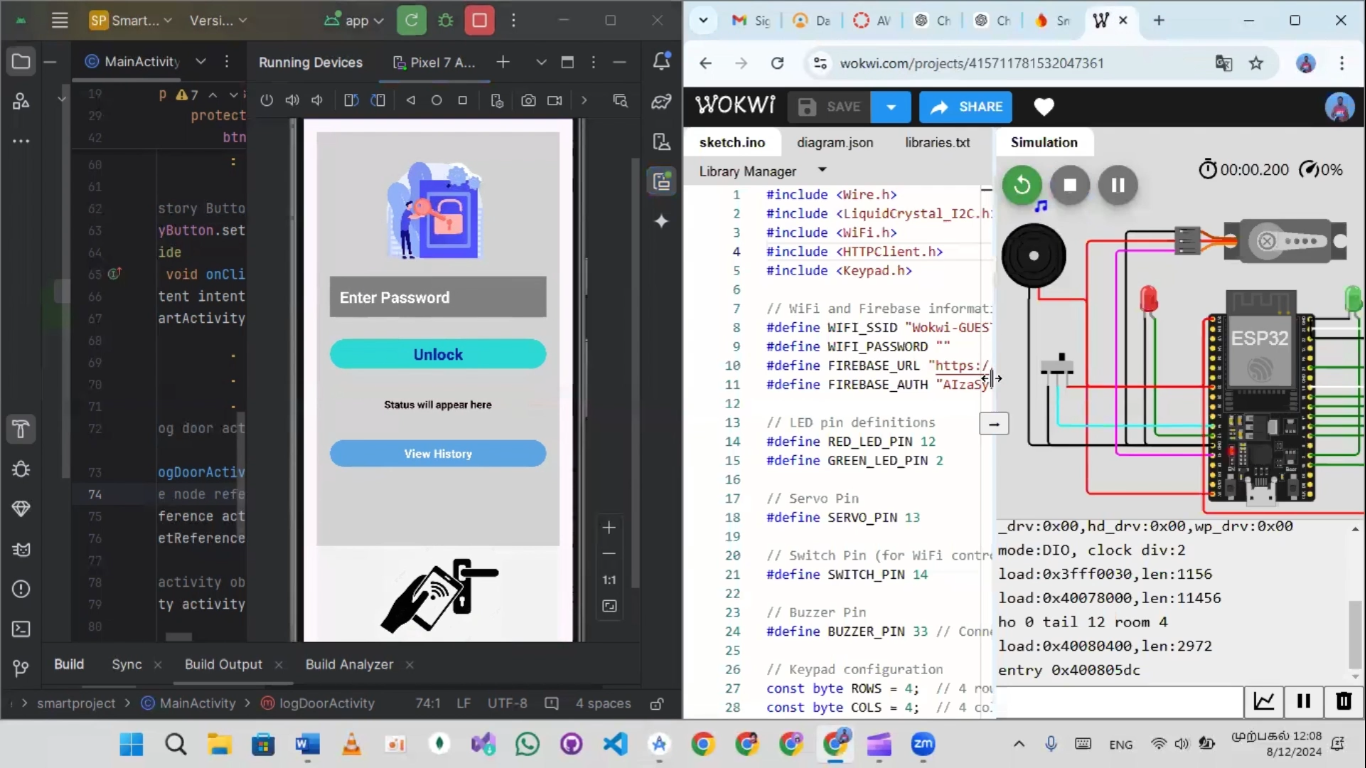 SP Smart... Versi... app
MainActivity
Running Devices Pixel 7 A...
19 p 7
29 protect
42 btn
60
61
62 story Button
63 yButton.set
64 ide
65 void onCli
66 tent intent
67 artActivity
68
69
70
71
72 og door act
73 ogDoorActiv
74 e node refe
75 ference act
76 etReference
77
78 activity ob
79 ty activity
80
Enter Password
Unlock
Status will appear here
View History
1:1
Build Sync Build Output Build Analyzer
smartproject MainActivity logDoorActivity 74:1 LF UTF-8 4 spaces
Sig Da AV Ch Ch Sm
wokwi.com/projects/415711781532047361
WOKWI SAVE SHARE
sketch.ino diagram.json libraries.txt Simulation
Library Manager
00:00.200 0%
1 #include <Wire.h>
2 #include <LiquidCrystal_I2C.h
3 #include <WiFi.h>
4 #include <HTTPClient.h>
5 #include <Keypad.h>
6
7 // WiFi and Firebase informati
8 #define WIFI_SSID "Wokwi-GUES
9 #define WIFI_PASSWORD ""
10 #define FIREBASE_URL "https:/
11 #define FIREBASE_AUTH "AIzaSy
12
13 // LED pin definitions
14 #define RED_LED_PIN 12
15 #define GREEN_LED_PIN 2
16
17 // Servo Pin
18 #define SERVO_PIN 13
19
20 // Switch Pin (for WiFi contr
21 #define SWITCH_PIN 14
22
23 // Buzzer Pin
24 #define BUZZER_PIN 33 // Conn
25
26 // Keypad configuration
27 const byte ROWS = 4; // 4 row
28 const byte COLS = 4; // 4 co
ESP32
_drv:0x00,hd_drv:0x00,wp_drv:0x00
mode:DIO, clock div:2
load:0x3fff0030,len:1156
load:0x40078000,len:11456
ho 0 tail 12 room 4
load:0x40080400,len:2972
entry 0x400805dc
zm
ENG
முற்பகல் 12:08
8/12/2024